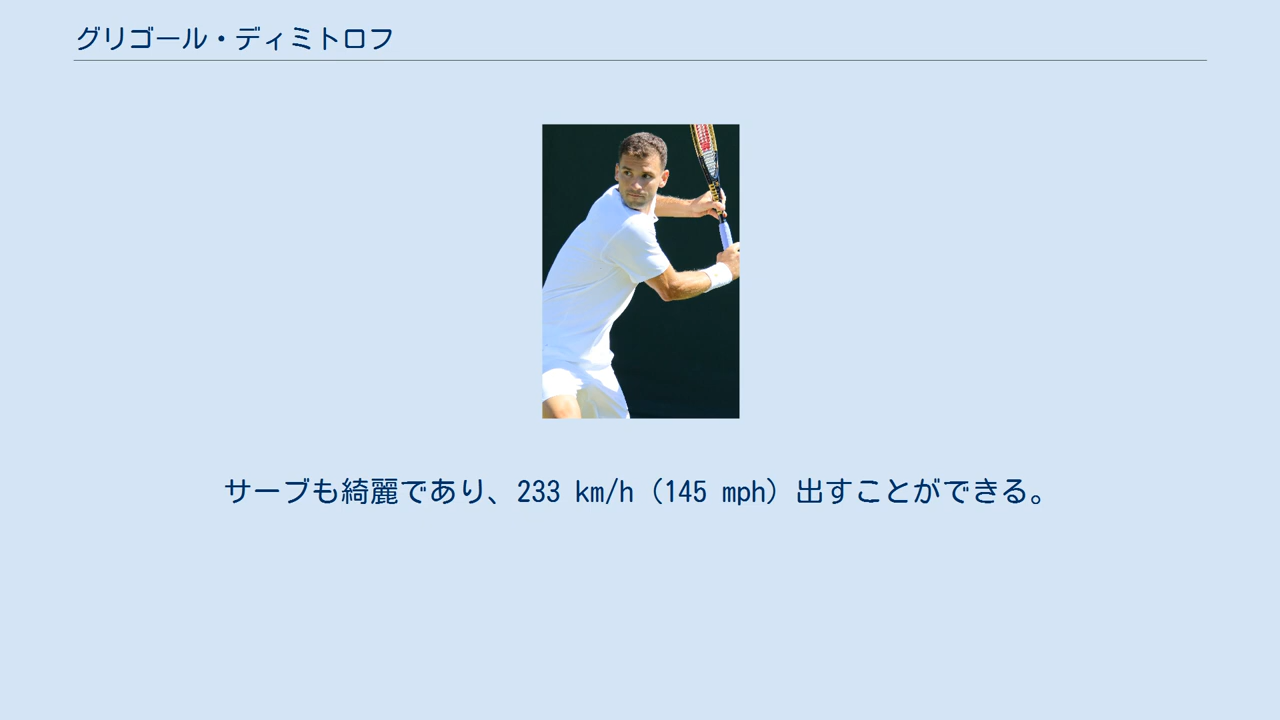 グリゴール・ディミトロフ
サーブも綺麗であり、233 km/h（145 mph）出すことができる。